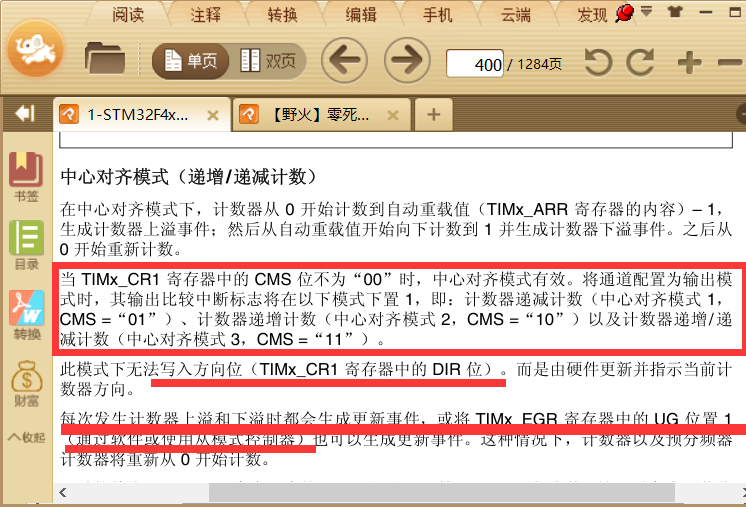 阅读 注释 转换 编辑 手机 云端 发现
单页 双页 400 / 1284页
1-STM32F4x... 【野火】零死...
书签
目录
转换
财富
收起
中心对齐模式（递增/递减计数）
在中心对齐模式下，计数器从 0 开始计数到自动重载值（TIMx_ARR 寄存器的内容）– 1，
生成计数器上溢事件；然后从自动重载值开始向下计数到 1 并生成计数器下溢事件。之后从
0 开始重新计数。
当 TIMx_CR1 寄存器中的 CMS 位不为“00”时，中心对齐模式有效。将通道配置为输出模
式时，其输出比较中断标志将在以下模式下置 1，即：计数器递减计数（中心对齐模式 1，
CMS =“01”）、计数器递增计数（中心对齐模式 2，CMS =“10”）以及计数器递增/递
减计数（中心对齐模式 3，CMS =“11”）。
此模式下无法写入方向位（TIMx_CR1 寄存器中的 DIR 位）。而是由硬件更新并指示当前计
数器方向。
每次发生计数器上溢和下溢时都会生成更新事件，或将 TIMx_EGR 寄存器中的 UG 位置 1
（通过软件或使用从模式控制器）也可以生成更新事件。这种情况下，计数器以及预分频器
计数器将重新从 0 开始计数。